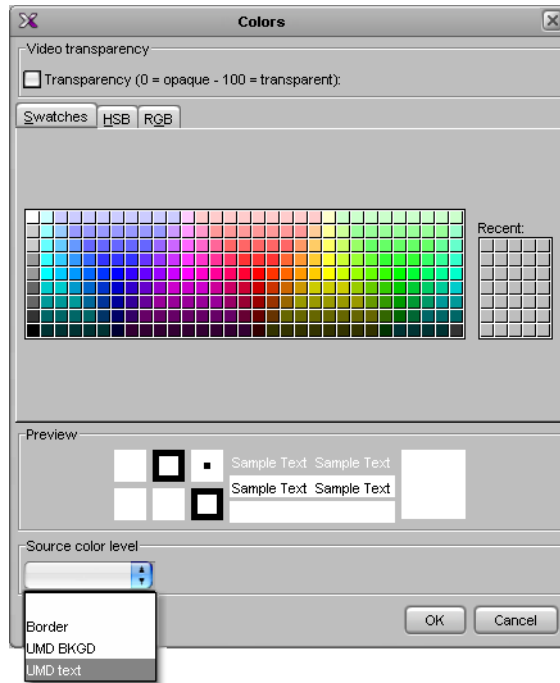 Colors
Video transparency
Transparency (0 = opaque - 100 = transparent):
Swatches HSB RGB
Recent:
Preview
Sample Text Sample Text
Sample Text Sample Text
Source color level
Border
UMD BKGD
UMD text
OK Cancel